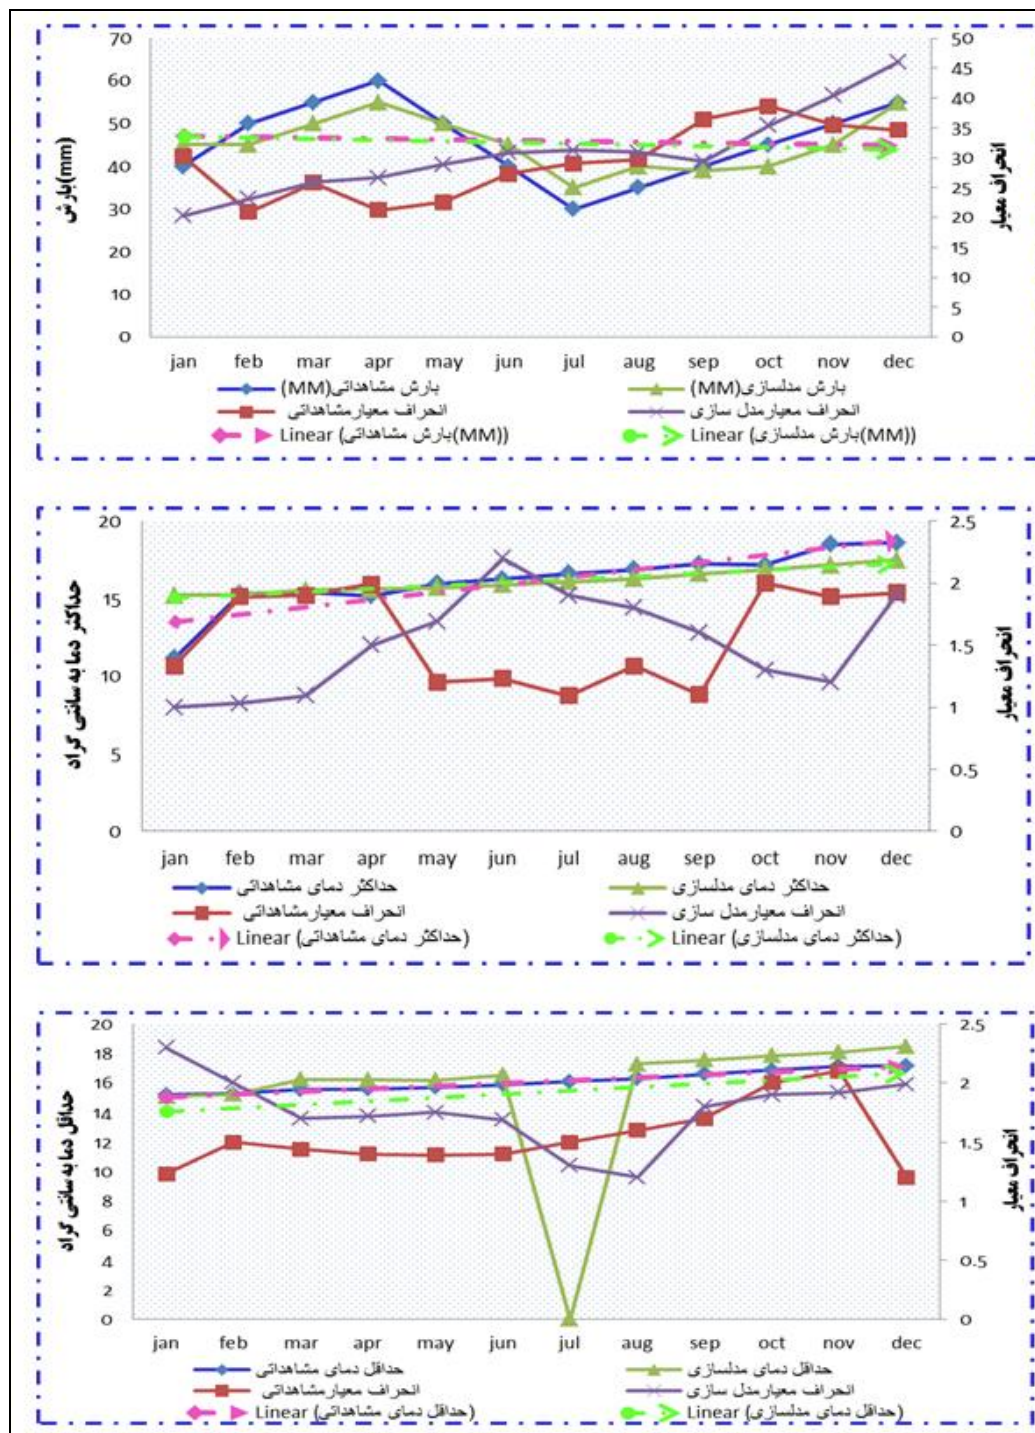 70
60
50
40
30
20
10
0
بارش(mm)
50
45
40
35
30
25
20
15
10
5
0
انحراف معیار
jan feb mar apr may jun jul aug sep oct nov dec
بارش مشاهداتی(MM) بارش مدلسازی(MM)
انحراف معیارمشاهداتی انحراف معیارمدل سازی
Linear (بارش مشاهداتی(MM)) Linear (بارش مدلسازی(MM))
20
15
10
5
0
حداکثر دما به سانتی گراد
2.5
2
1.5
1
0.5
0
انحراف معیار
jan feb mar apr may jun jul aug sep oct nov dec
حداکثر دمای مشاهداتی حداکثر دمای مدلسازی
انحراف معیارمشاهداتی انحراف معیارمدل سازی
Linear (حداکثر دمای مشاهداتی) Linear (حداکثر دمای مدلسازی)
20
18
16
14
12
10
8
6
4
2
0
حداقل دما به سانتی گراد
2.5
2
1.5
1
0.5
0
انحراف معیار
jan feb mar apr may jun jul aug sep oct nov dec
حداقل دمای مشاهداتی حداقل دمای مدلسازی
انحراف معیارمشاهداتی انحراف معیارمدل سازی
Linear (حداقل دمای مشاهداتی) Linear (حداقل دمای مدلسازی)